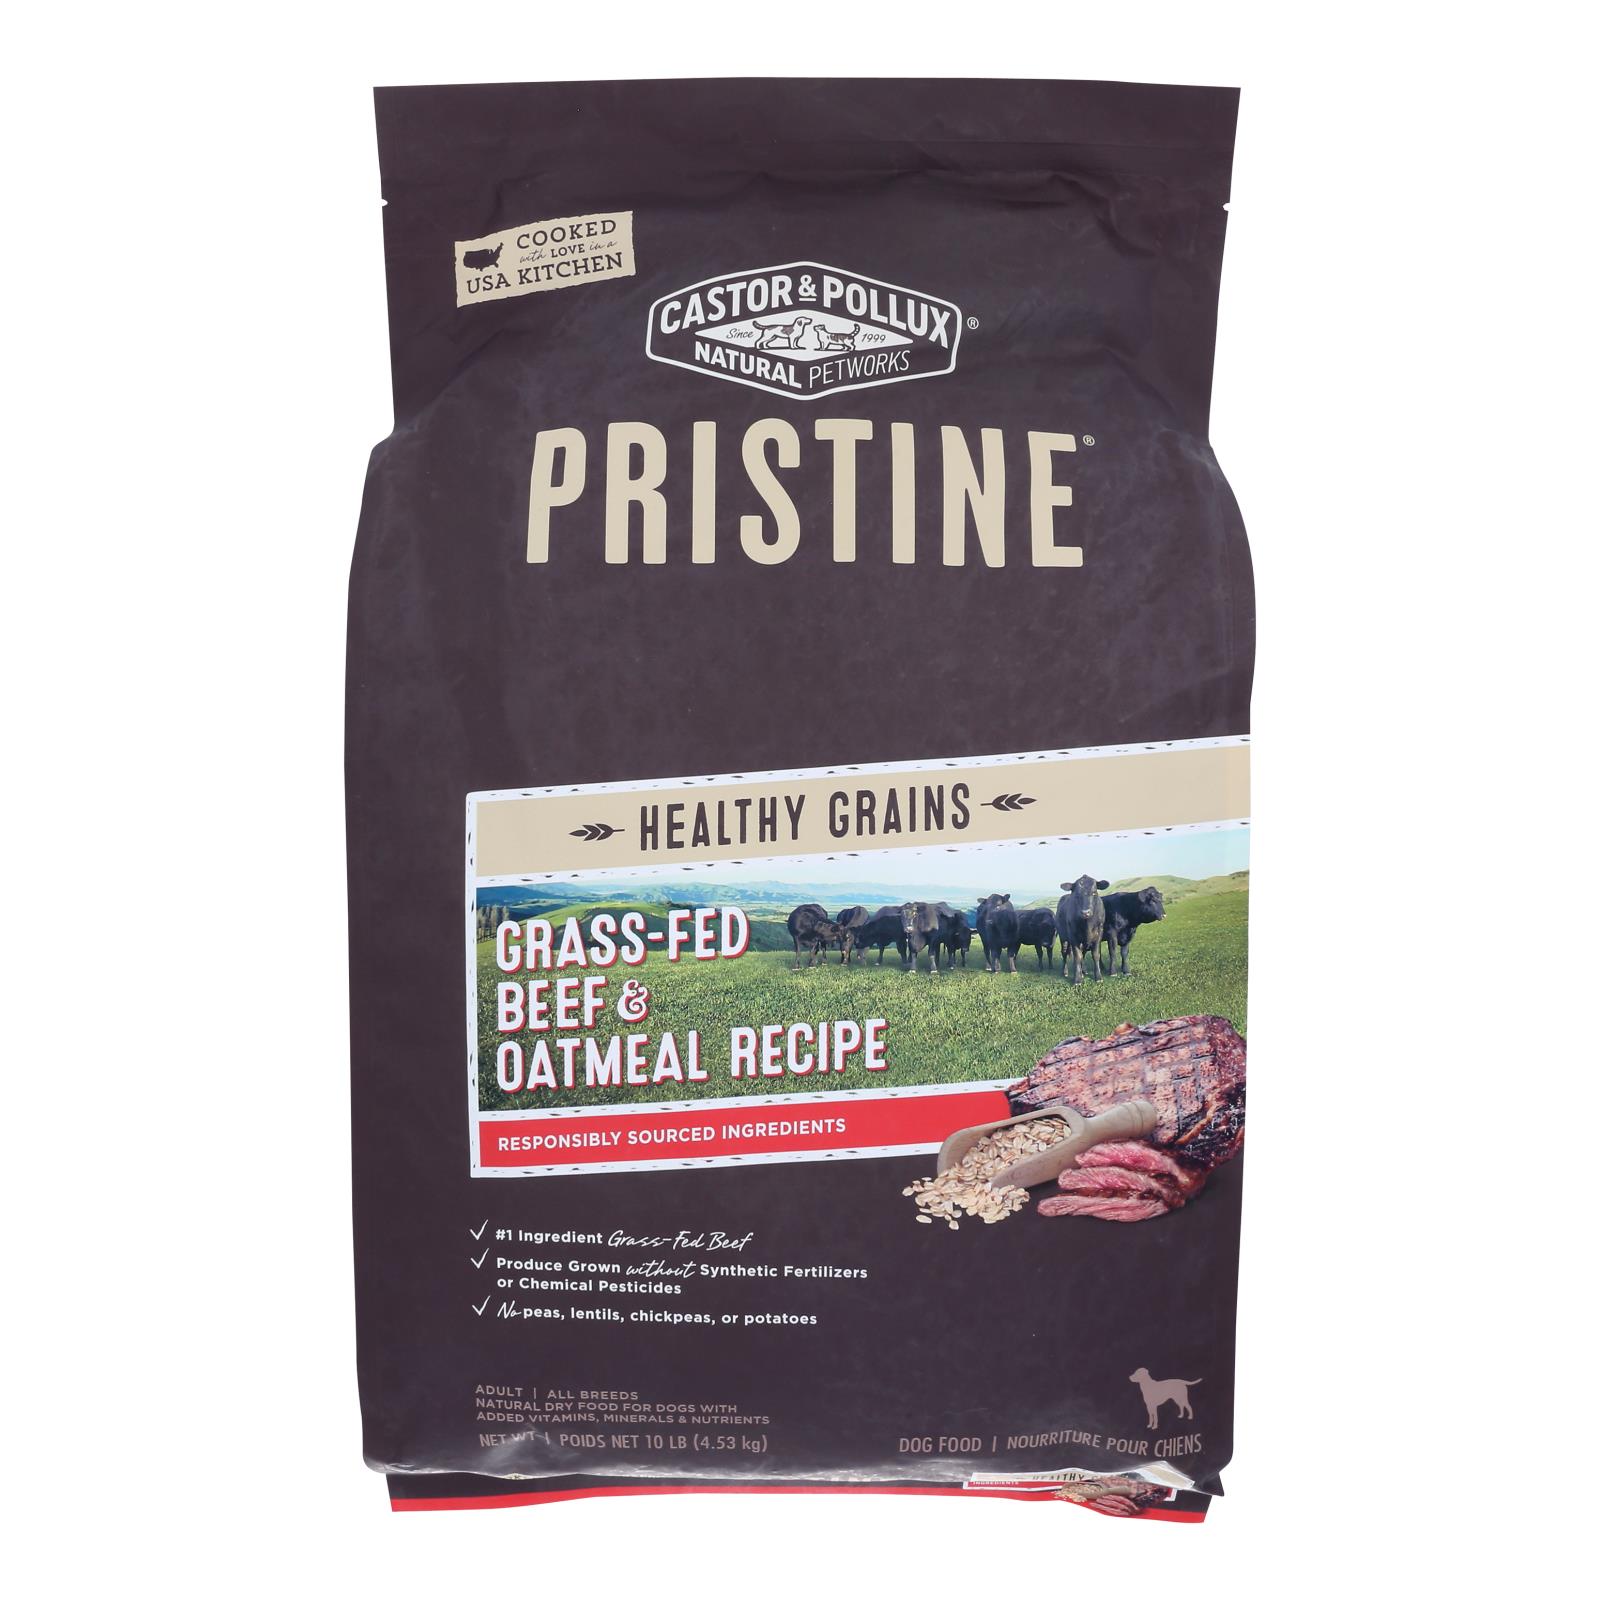 COOKED
with LOVE in a
USA KITCHEN
CASTOR & POLLUX®
Since 1999
NATURAL PETWORKS
PRISTINE®
HEALTHY GRAINS
GRASS-FED
BEEF &
OATMEAL RECIPE
RESPONSIBLY SOURCED INGREDIENTS
#1 Ingredient Grass-Fed Beef
Produce Grown without Synthetic Fertilizers
or Chemical Pesticides
No peas, lentils, chickpeas, or potatoes
ADULT | ALL BREEDS
NATURAL DRY FOOD FOR DOGS WITH
ADDED VITAMINS, MINERALS & NUTRIENTS
NET WT | POIDS NET 10 LB (4.53 kg)
DOG FOOD | NOURRITURE POUR CHIENS
HEALTHY